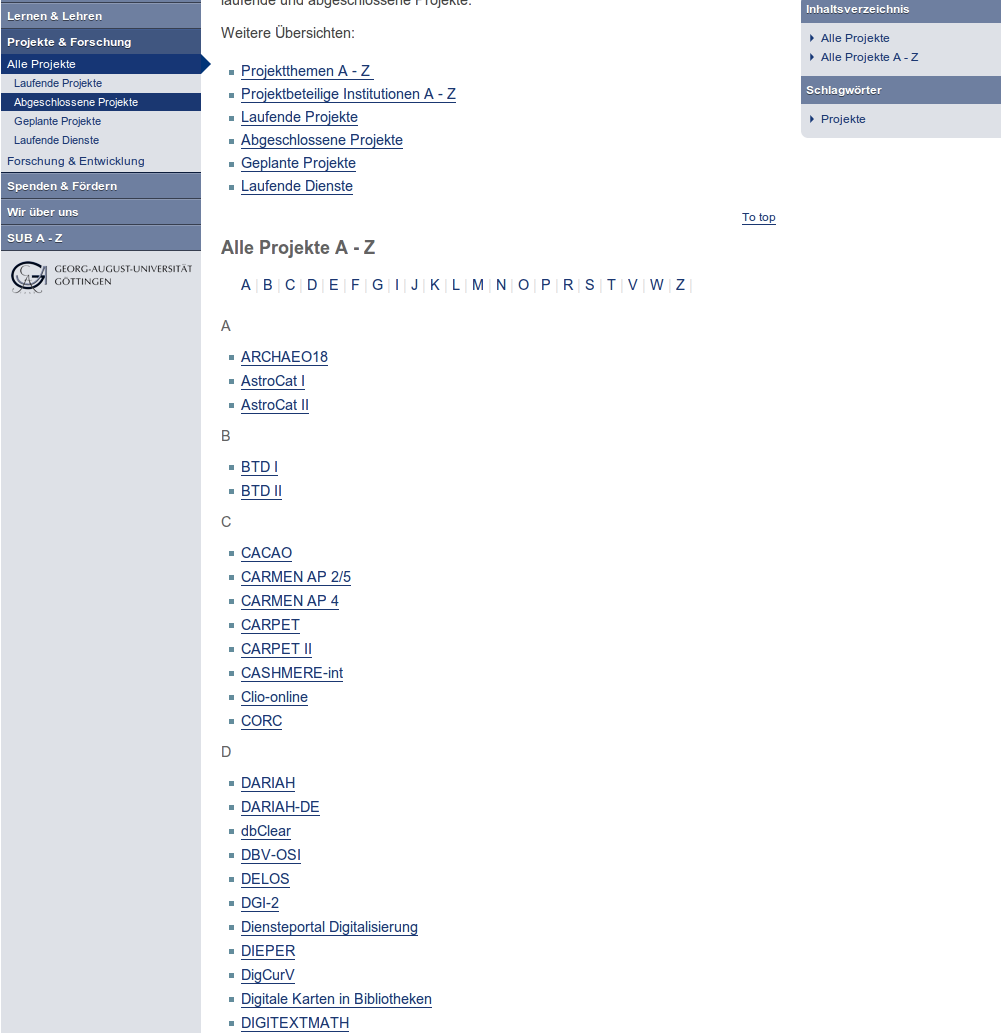 Lernen & Lehren
Projekte & Forschung
Alle Projekte
Laufende Projekte
Abgeschlossene Projekte
Geplante Projekte
Laufende Dienste
Forschung & Entwicklung
Spenden & Fördern
Wir über uns
SUB A - Z
GEORG-AUGUST-UNIVERSITÄT
GÖTTINGEN
laufende und abgeschlossene Projekte.
Weitere Übersichten:
Projektthemen A - Z
Projektbeteilige Institutionen A - Z
Laufende Projekte
Abgeschlossene Projekte
Geplante Projekte
Laufende Dienste
To top
Alle Projekte A - Z
A | B | C | D | E | F | G | I | J | K | L | M | N | O | P | R | S | T | V | W | Z |
A
ARCHAEO18
AstroCat I
AstroCat II
B
BTD I
BTD II
C
CACAO
CARMEN AP 2/5
CARMEN AP 4
CARPET
CARPET II
CASHMERE-int
Clio-online
CORC
D
DARIAH
DARIAH-DE
dbClear
DBV-OSI
DELOS
DGI-2
Diensteportal Digitalisierung
DIEPER
DigCurV
Digitale Karten in Bibliotheken
DIGITEXTMATH
Inhaltsverzeichnis
Alle Projekte
Alle Projekte A - Z
Schlagwörter
Projekte